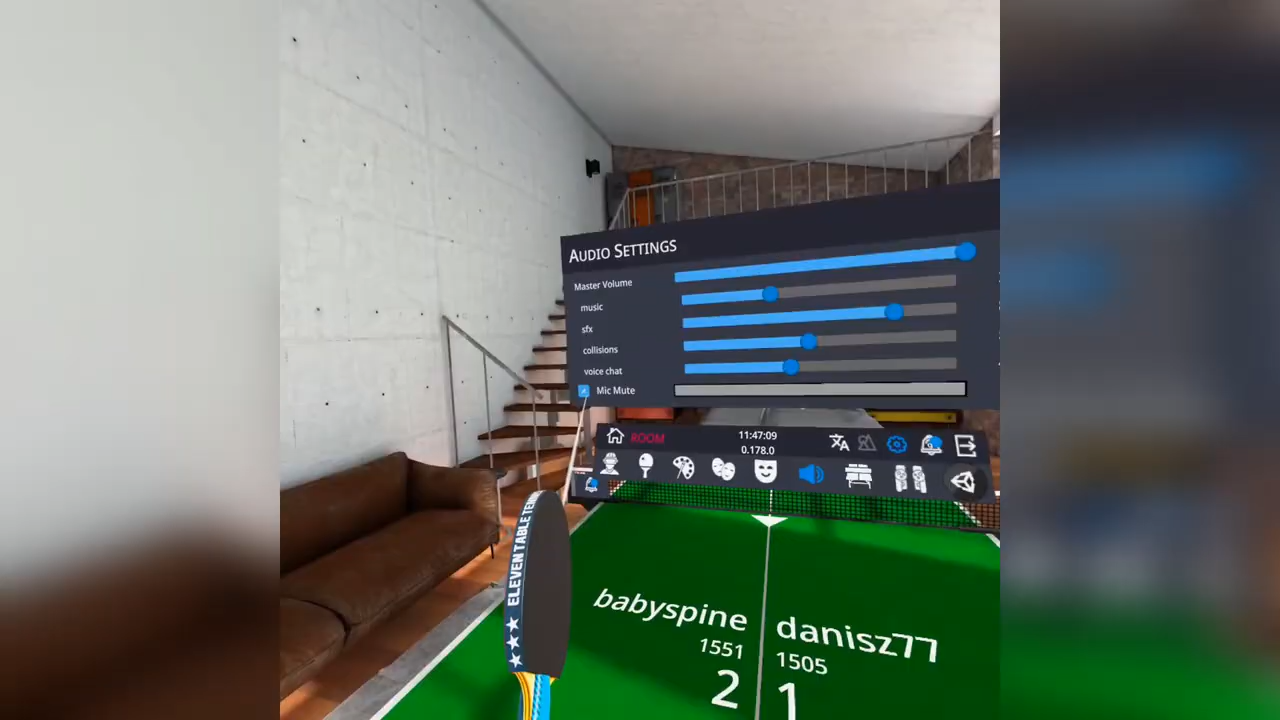 AUDIO SETTINGS
Master Volume
music
sfx
collisions
voice chat
Mic Mute
ROOM
11:47:09
0.178.0
ELEVEN TABLE TEN
babyspine
1551
2
danisz77
1505
1